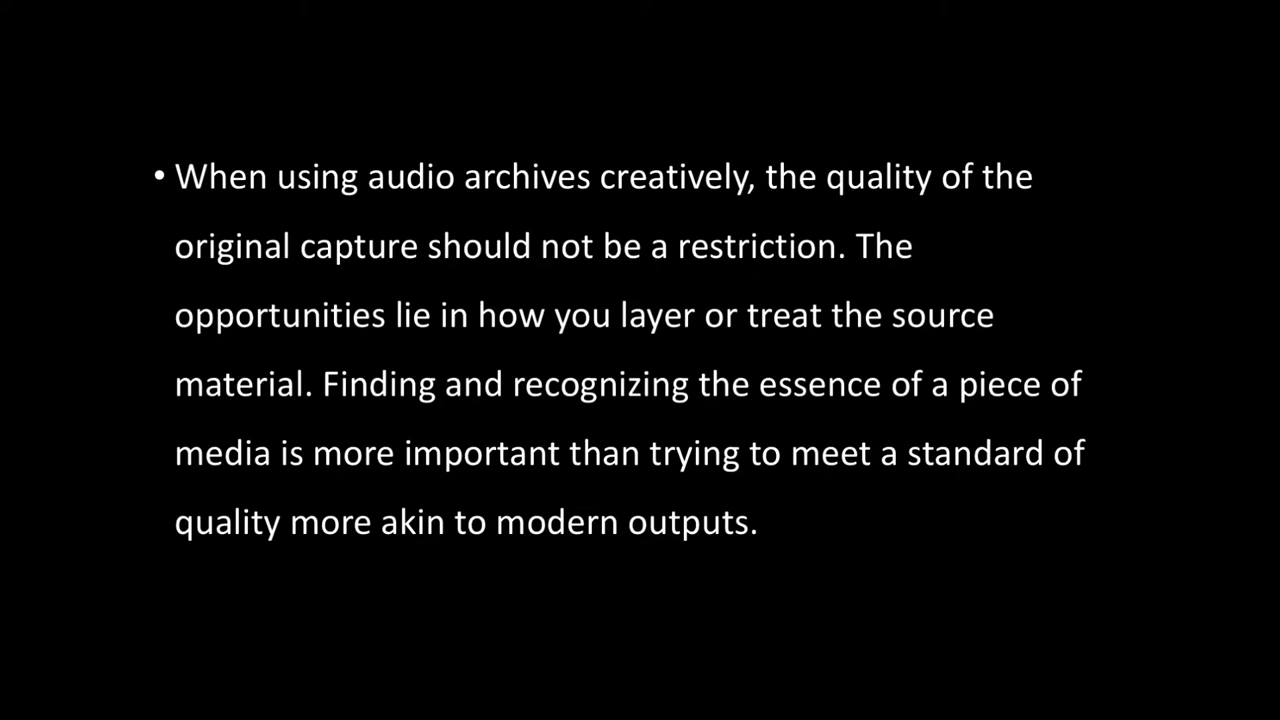 • When using audio archives creatively, the quality of the
original capture should not be a restriction. The
opportunities lie in how you layer or treat the source
material. Finding and recognizing the essence of a piece of
media is more important than trying to meet a standard of
quality more akin to modern outputs.